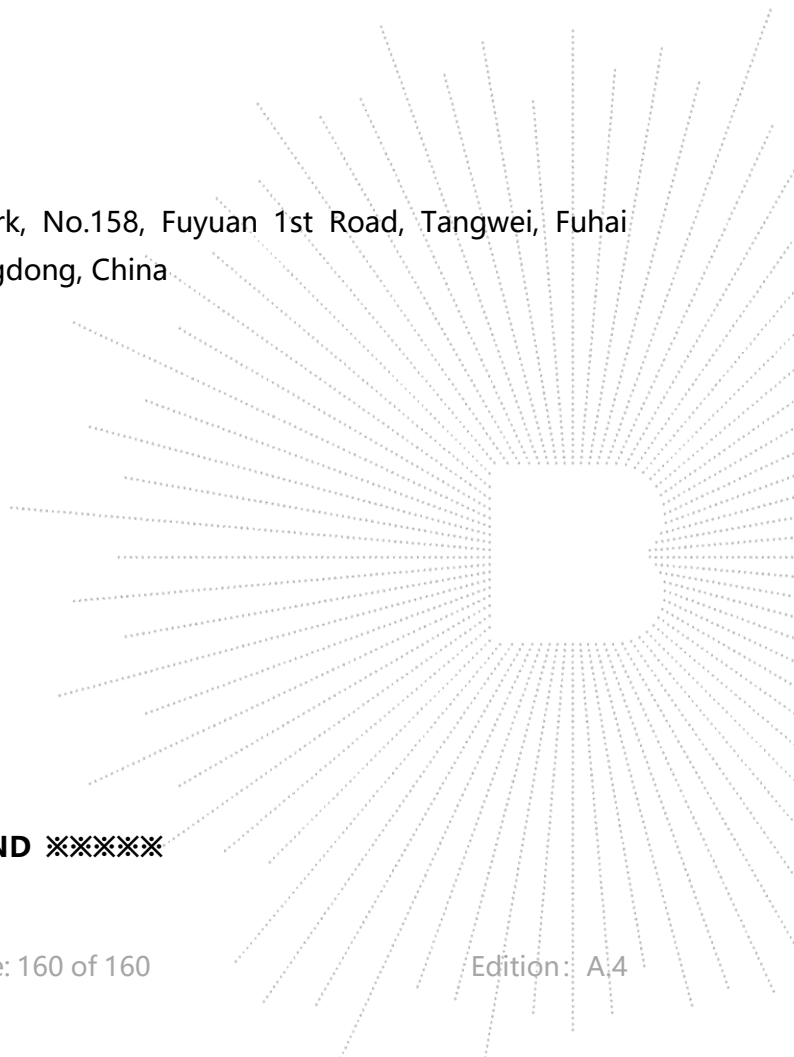 rk, No.158, Fuyuan 1st Road, Tangwei, Fuhai
gdong, China
ND ※※※※※
e: 160 of 160 Edition: A.4